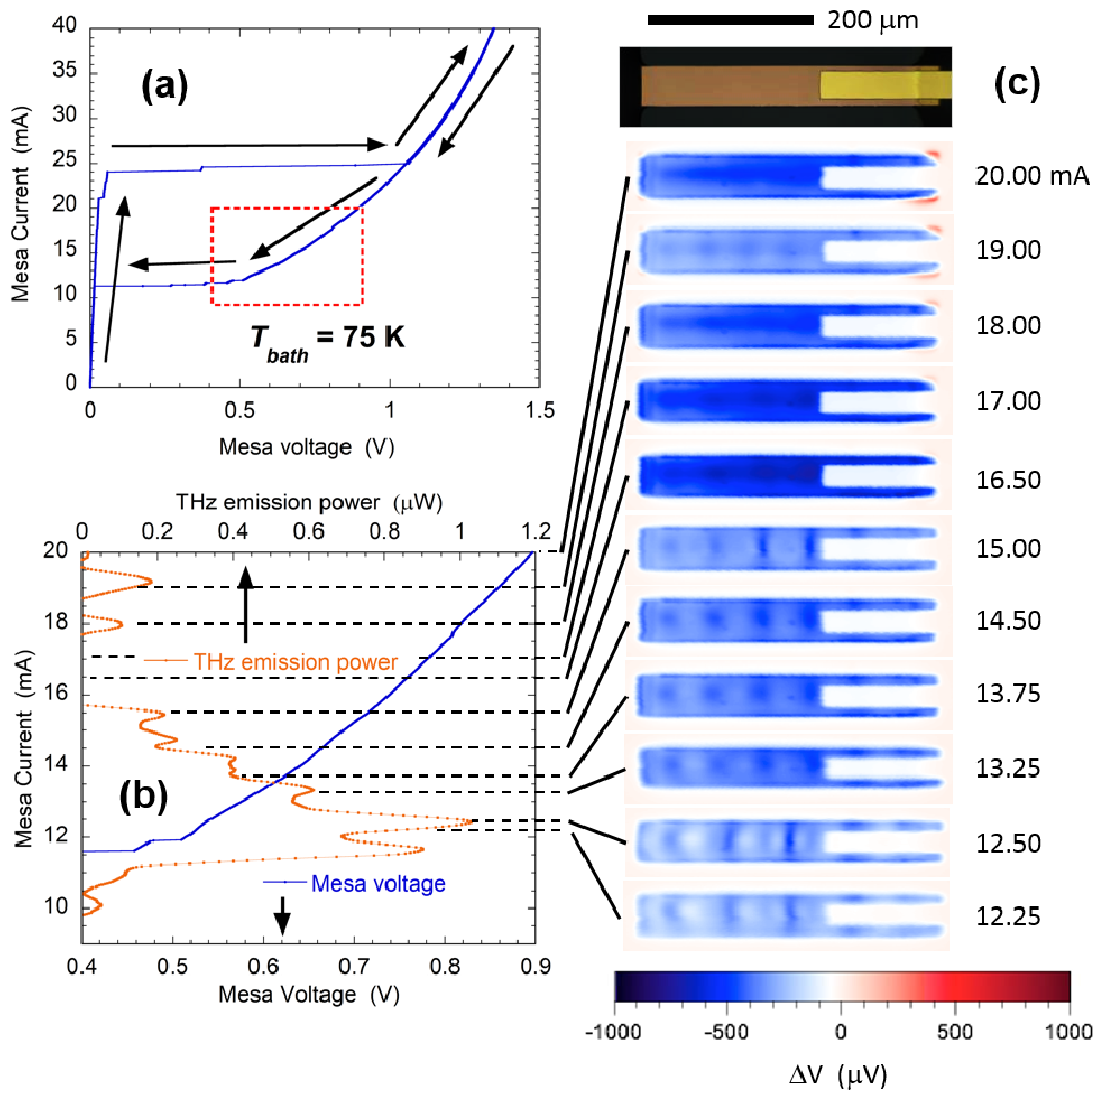 (a)
40
35
30
25
20
15
10
5
0
Mesa Current (mA)
T_bath = 75 K
0 0.5 1 1.5
Mesa voltage (V)
THz emission power (μW)
0 0.2 0.4 0.6 0.8 1 1.2
20
18
16
14
12
10
Mesa Current (mA)
THz emission power
(b)
Mesa voltage
0.4 0.5 0.6 0.7 0.8 0.9
Mesa Voltage (V)
200 μm
(c)
20.00 mA
19.00
18.00
17.00
16.50
15.00
14.50
13.75
13.25
12.50
12.25
-1000 -500 0 500 1000
ΔV (μV)